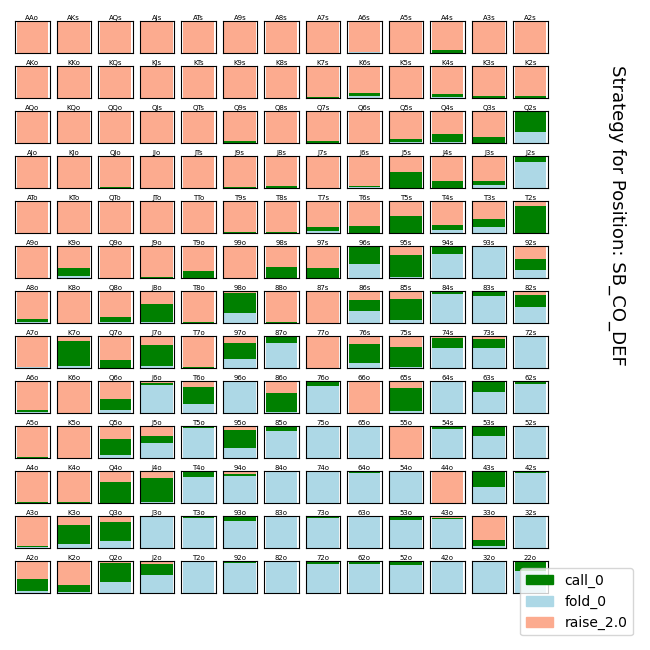 AAo AKs AQs AJs ATs A9s A8s A7s A6s A5s A4s A3s A2s
AKo KKo KQs KJs KTs K9s K8s K7s K6s K5s K4s K3s K2s
AQo KQo QQo QJs QTs Q9s Q8s Q7s Q6s Q5s Q4s Q3s Q2s
AJo KJo QJo JJo JTs J9s J8s J7s J6s J5s J4s J3s J2s
ATo KTo QTo JTo TTo T9s T8s T7s T6s T5s T4s T3s T2s
A9o K9o Q9o J9o T9o 99o 98s 97s 96s 95s 94s 93s 92s
A8o K8o Q8o J8o T8o 98o 88o 87s 86s 85s 84s 83s 82s
A7o K7o Q7o J7o T7o 97o 87o 77o 76s 75s 74s 73s 72s
A6o K6o Q6o J6o T6o 96o 86o 76o 66o 65s 64s 63s 62s
A5o K5o Q5o J5o T5o 95o 85o 75o 65o 55o 54s 53s 52s
A4o K4o Q4o J4o T4o 94o 84o 74o 64o 54o 44o 43s 42s
A3o K3o Q3o J3o T3o 93o 83o 73o 63o 53o 43o 33o 32s
A2o K2o Q2o J2o T2o 92o 82o 72o 62o 52o 42o 32o 22o
Strategy for Position: SB_CO_DEF
call_0
fold_0
raise_2.0